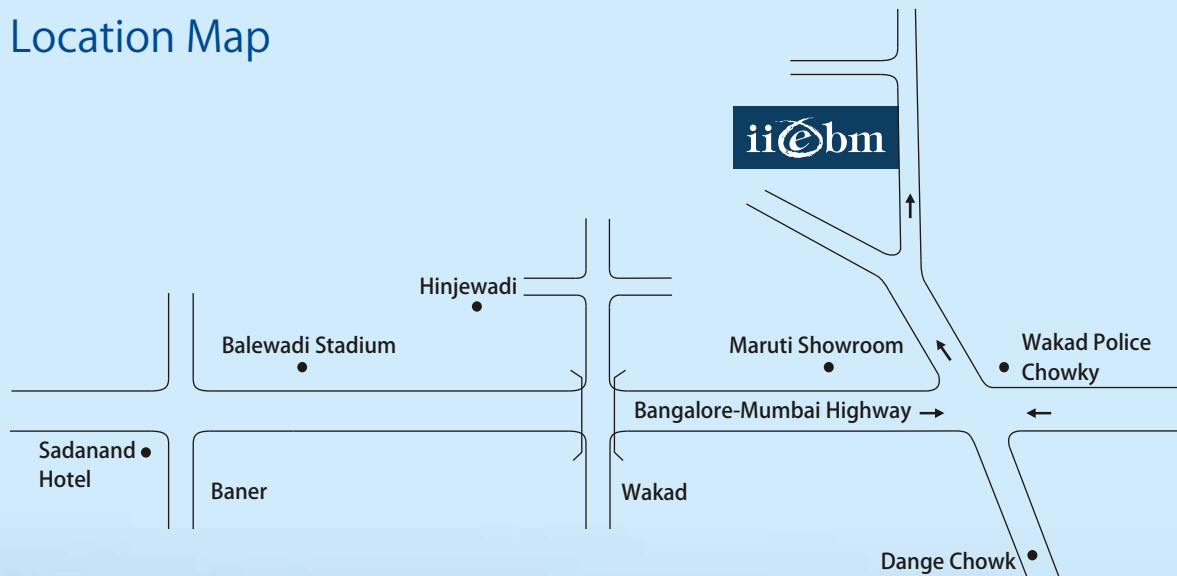 Location Map
iiebm
Hinjewadi
Balewadi Stadium
Maruti Showroom
Wakad Police
Chowky
Bangalore-Mumbai Highway
Sadanand
Hotel
Baner
Wakad
Dange Chowk